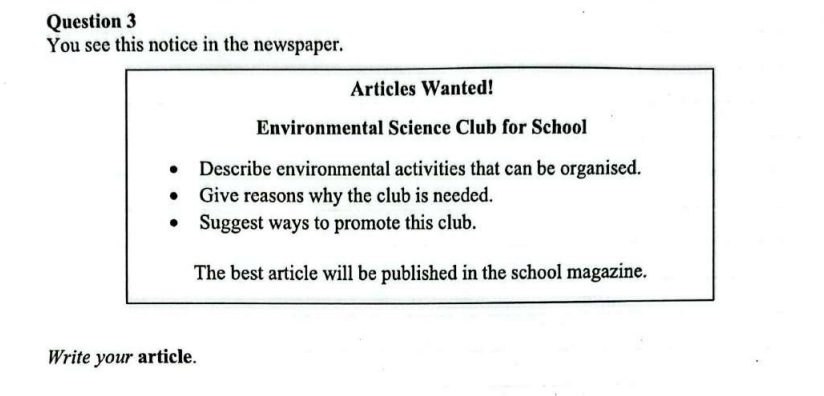 Question 3
You see this notice in the newspaper.
Articles Wanted!
Environmental Science Club for School
• Describe environmental activities that can be organised.
• Give reasons why the club is needed.
• Suggest ways to promote this club.
The best article will be published in the school magazine.
Write your article.